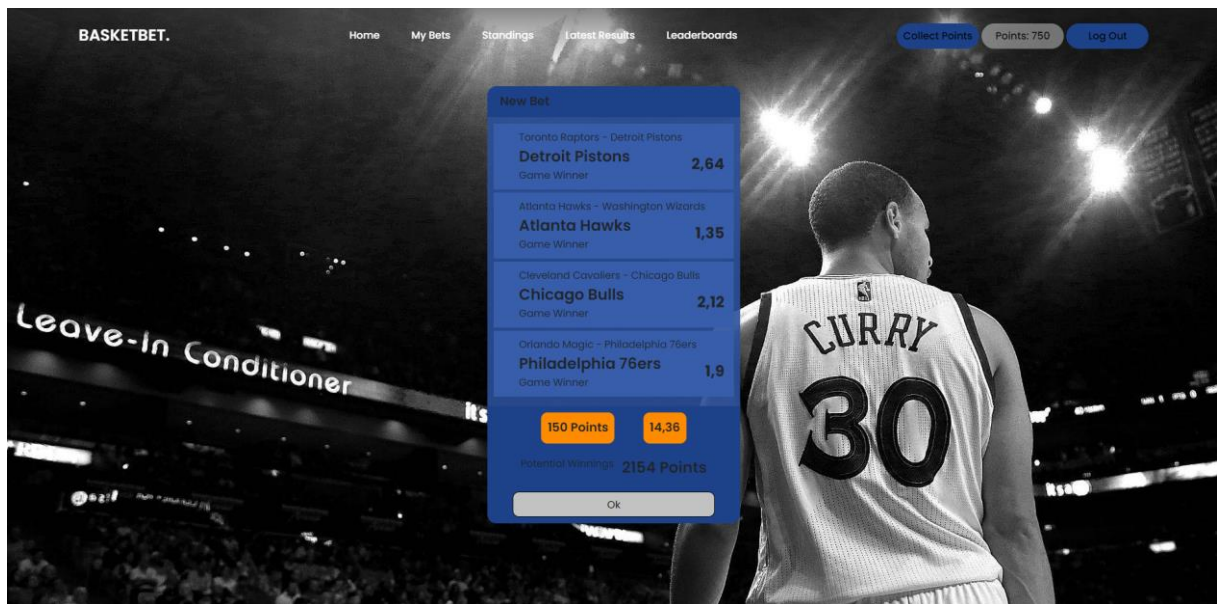 BASKETBET.
Home My Bets Standings Latest Results Leaderboards
Collect Points Points: 750 Log Out
New Bet
Toronto Raptors - Detroit Pistons
Detroit Pistons 2,64
Game Winner
Atlanta Hawks - Washington Wizards
Atlanta Hawks 1,35
Game Winner
Cleveland Cavaliers - Chicago Bulls
Chicago Bulls 2,12
Game Winner
Orlando Magic - Philadelphia 76ers
Philadelphia 76ers 1,9
Game Winner
150 Points 14,36
Potential Winnings 2154 Points
Ok
Leave-In Conditioner
it's
CURRY
30